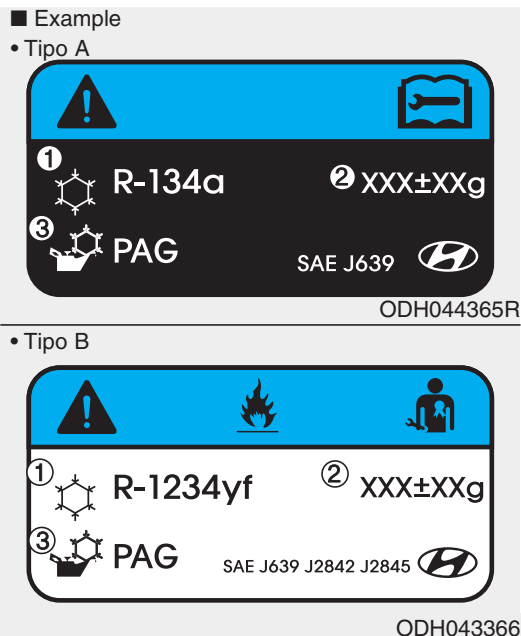 ■ Example
• Tipo A
① R-134a ② XXX±XXg
③ PAG SAE J639
ODH044365R
• Tipo B
① R-1234yf ② XXX±XXg
③ PAG SAE J639 J2842 J2845
ODH043366